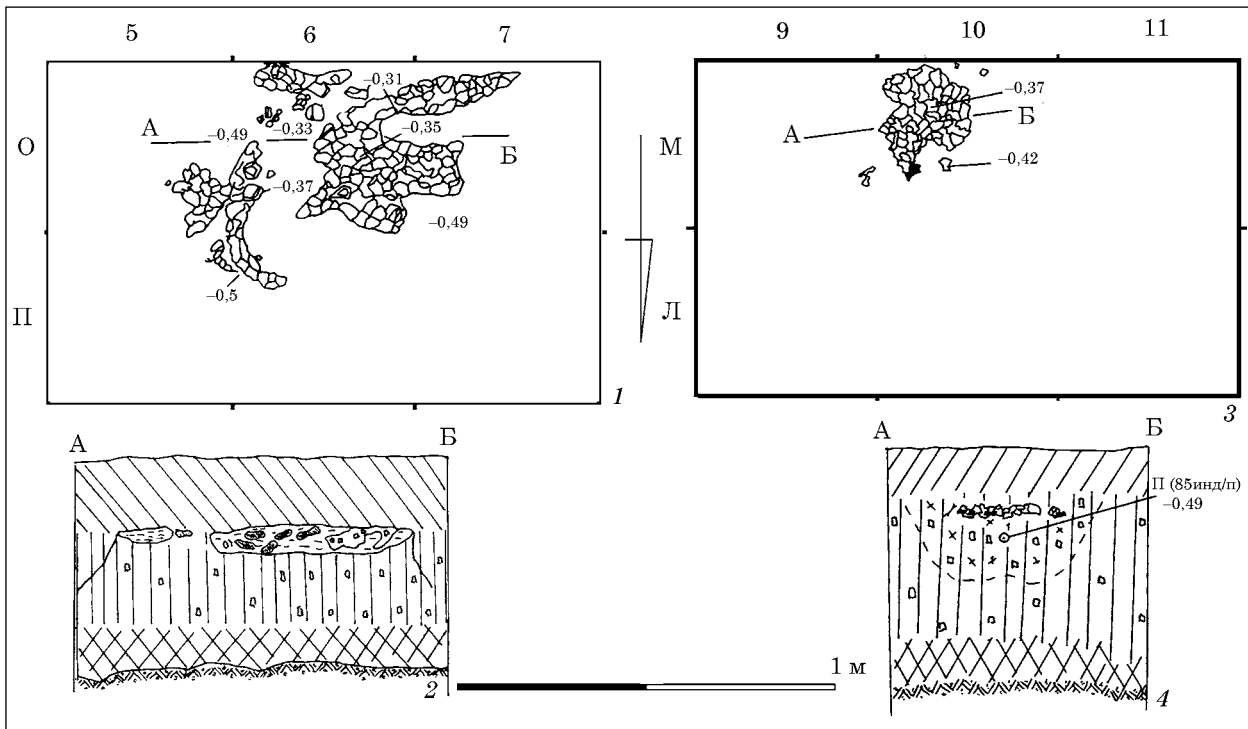 5 6 7
О
П
А
Б
–0,31
–0,49
–0,33
–0,35
–0,37
–0,49
–0,5
1
9 10 11
М
Л
А
Б
–0,37
–0,42
3
А Б
2
1 м
А Б
П (85инд/п)
–0,49
4